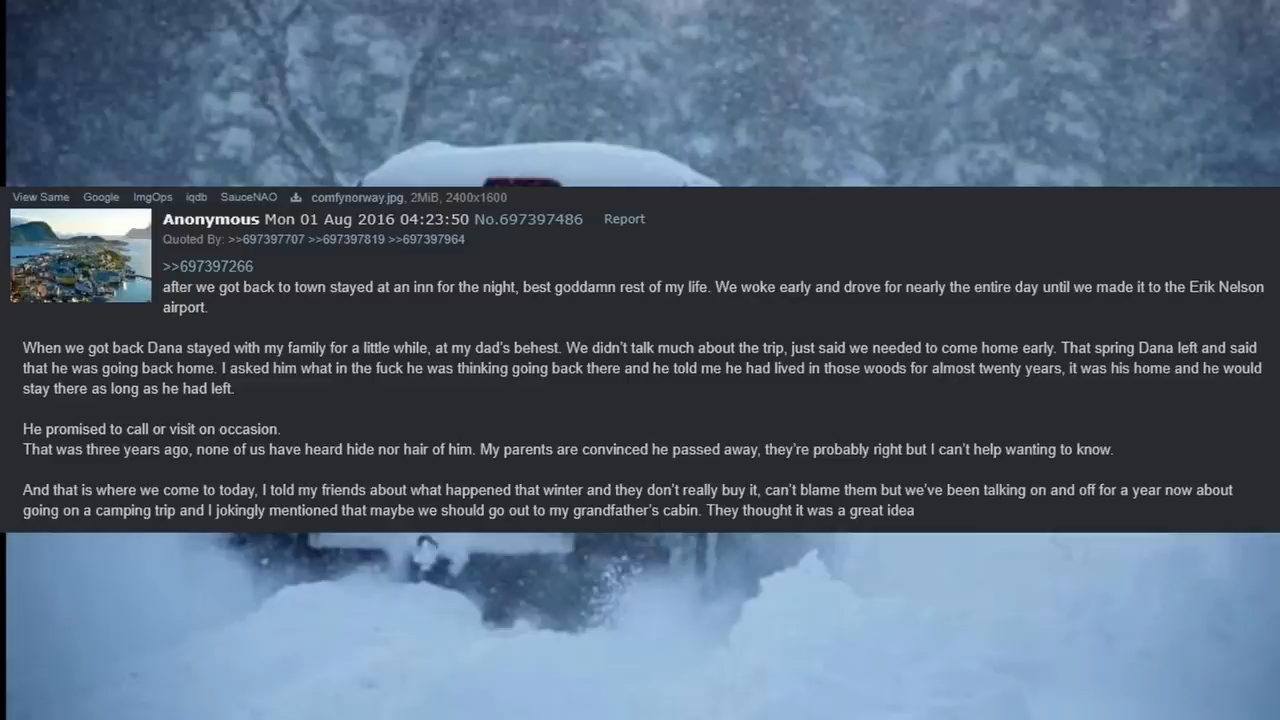 View Same Google ImgOps iqdb SauceNAO comfynorway.jpg, 2MiB, 2400x1600
Anonymous Mon 01 Aug 2016 04:23:50 No.697397486 Report
Quoted By: >>697397707 >>697397819 >>697397964
>>697397266
after we got back to town stayed at an inn for the night, best goddamn rest of my life. We woke early and drove for nearly the entire day until we made it to the Erik Nelson
airport.
When we got back Dana stayed with my family for a little while, at my dad's behest. We didn't talk much about the trip, just said we needed to come home early. That spring Dana left and said
that he was going back home. I asked him what in the fuck he was thinking going back there and he told me he had lived in those woods for almost twenty years, it was his home and he would
stay there as long as he had left.
He promised to call or visit on occasion.
That was three years ago, none of us have heard hide nor hair of him. My parents are convinced he passed away, they're probably right but I can't help wanting to know.
And that is where we come to today, I told my friends about what happened that winter and they don't really buy it, can't blame them but we've been talking on and off for a year now about
going on a camping trip and I jokingly mentioned that maybe we should go out to my grandfather's cabin. They thought it was a great idea